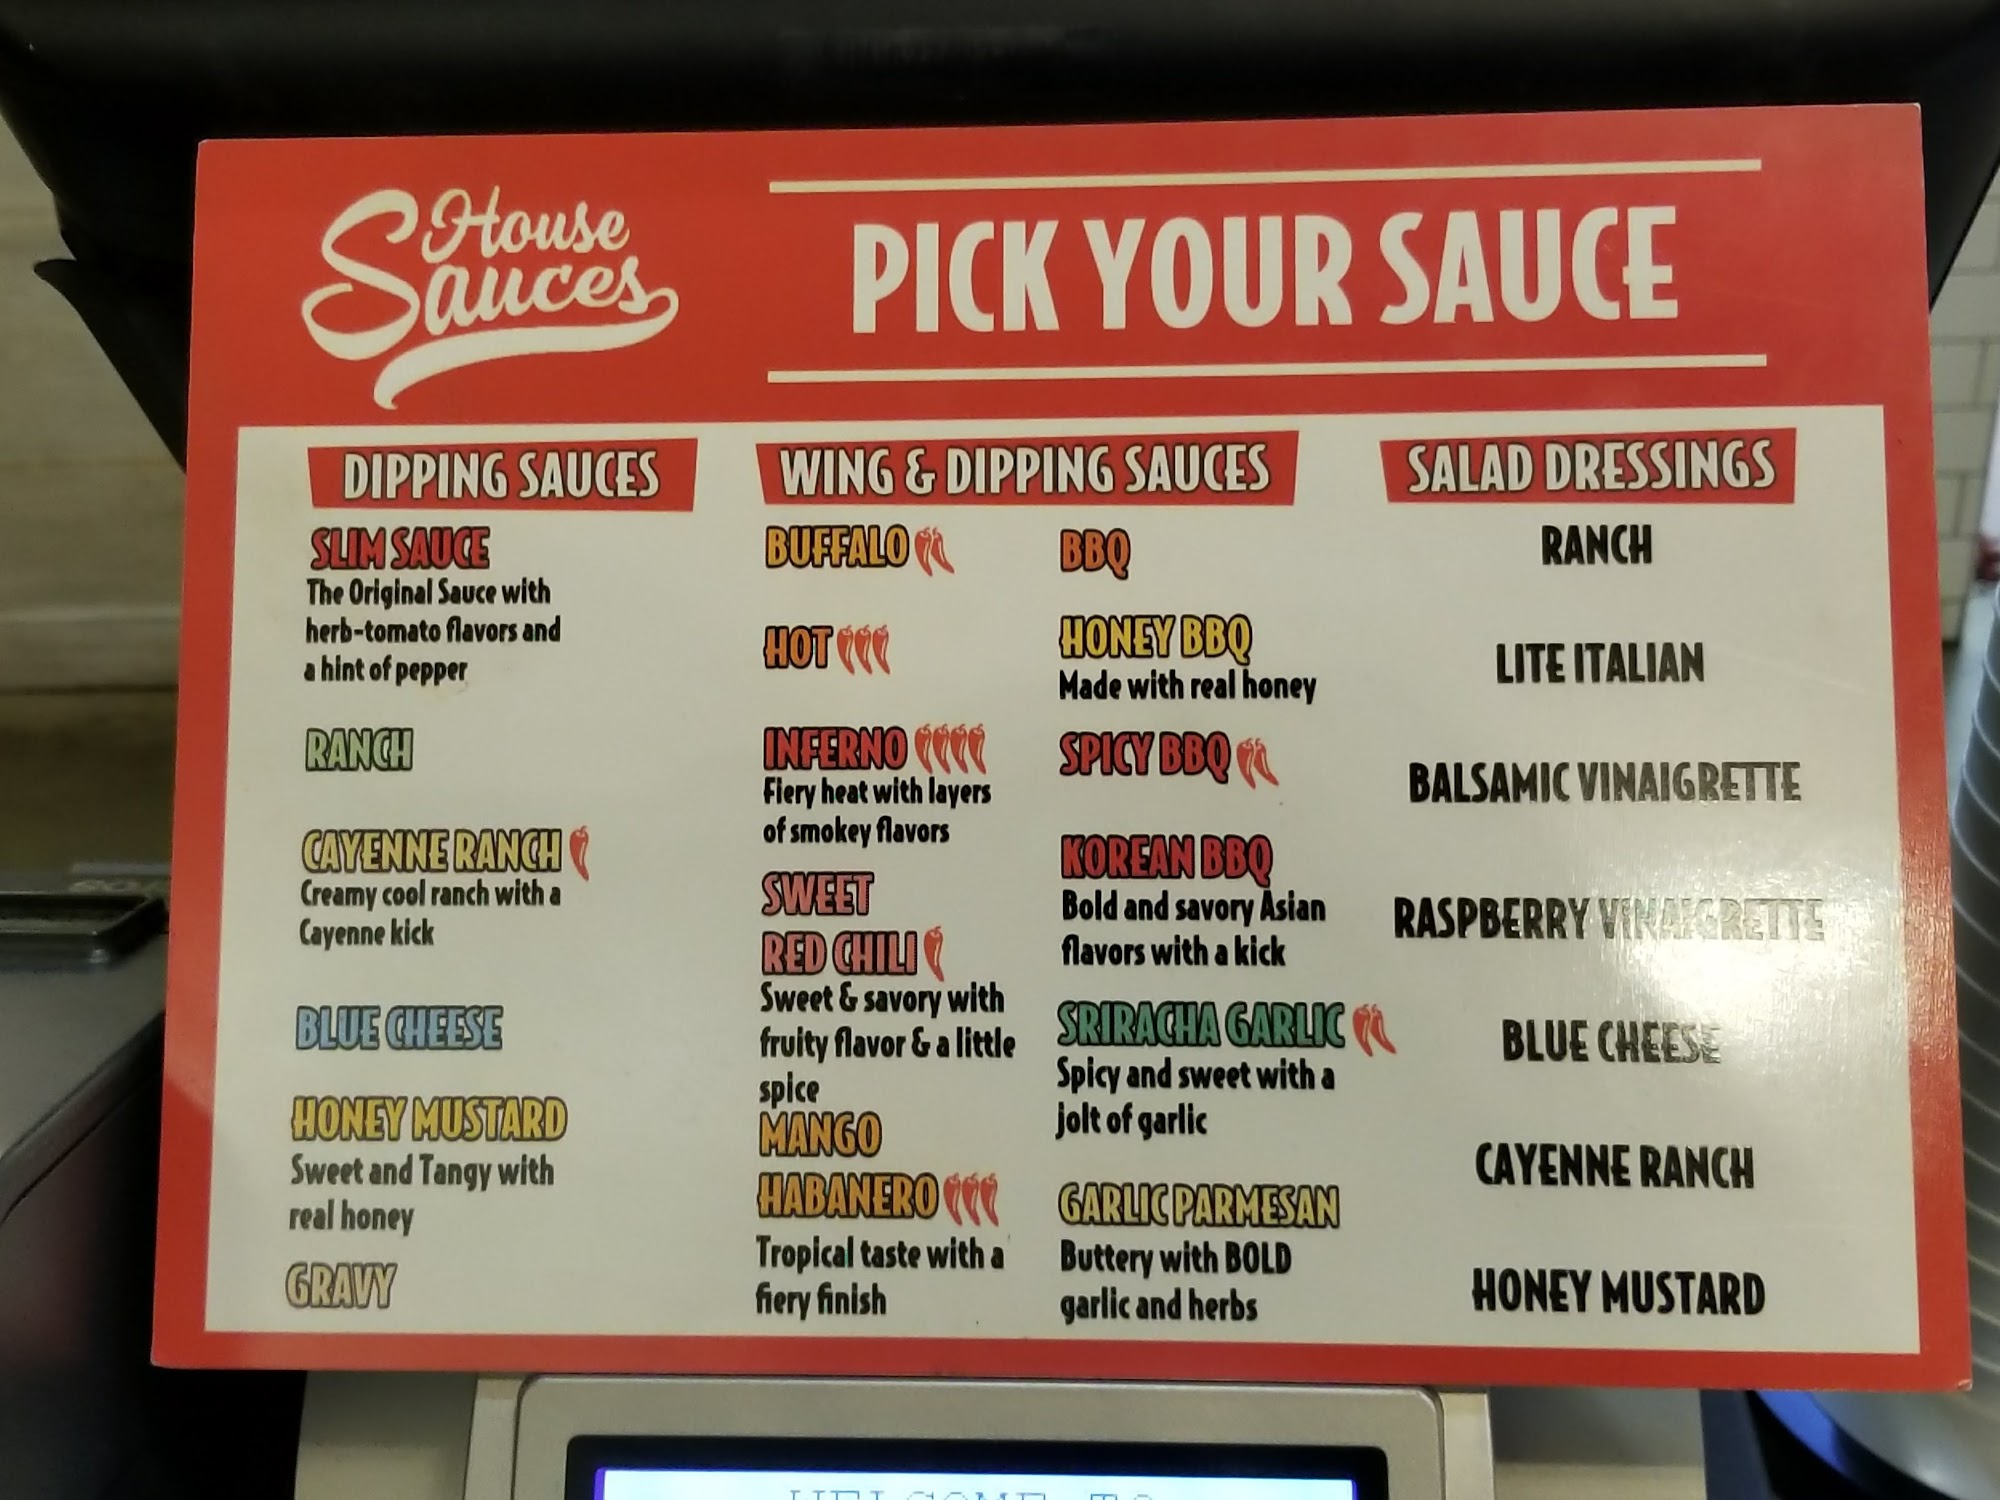 House
Sauces
PICK YOUR SAUCE
DIPPING SAUCES
SLIM SAUCE
The Original Sauce with
herb-tomato flavors and
a hint of pepper
RANCH
CAYENNE RANCH
Creamy cool ranch with a
Cayenne kick
BLUE CHEESE
HONEY MUSTARD
Sweet and Tangy with
real honey
GRAVY
WING & DIPPING SAUCES
BUFFALO
HOT
INFERNO
Fiery heat with layers
of smokey flavors
SWEET
RED CHILI
Sweet & savory with
fruity flavor & a little
spice
MANGO
HABANERO
Tropical taste with a
fiery finish
BBQ
HONEY BBQ
Made with real honey
SPICY BBQ
KOREAN BBQ
Bold and savory Asian
flavors with a kick
SRIRACHA GARLIC
Spicy and sweet with a
jolt of garlic
GARLIC PARMESAN
Buttery with BOLD
garlic and herbs
SALAD DRESSINGS
RANCH
LITE ITALIAN
BALSAMIC VINAIGRETTE
RASPBERRY VINAIGRETTE
BLUE CHEESE
CAYENNE RANCH
HONEY MUSTARD
WELCOME TO